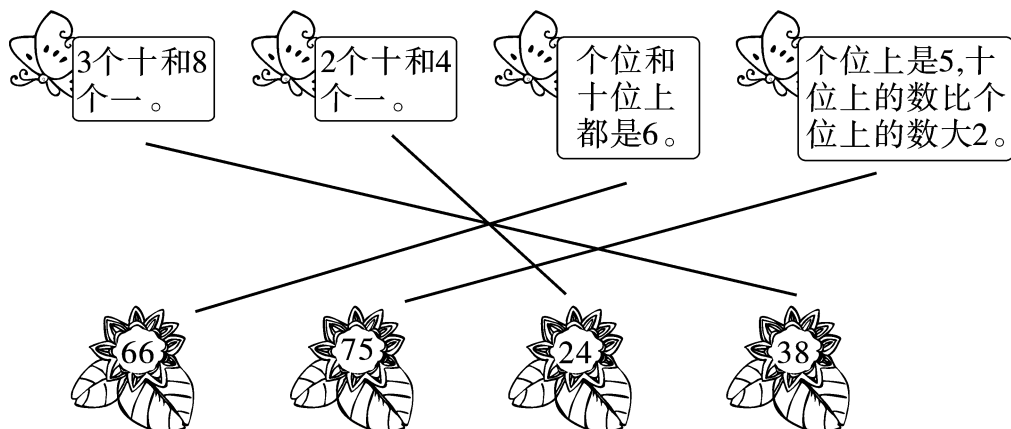 3个十和8
个一。
2个十和4
个一。
个位和
十位上
都是6。
个位上是5,十
位上的数比个
位上的数大2。
66
75
24
38